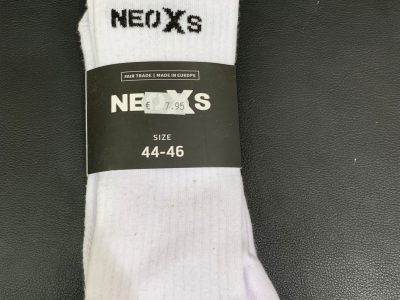 NEOXS
FAIR TRADE | MADE IN EUROPE
NEOXS
€ 7.95
SIZE
44-46